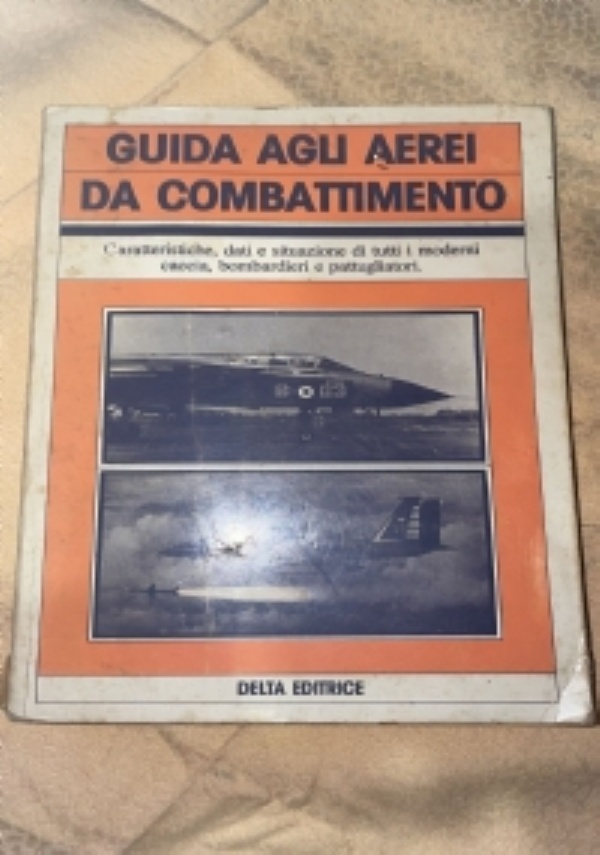 GUIDA AGLI AEREI
DA COMBATTIMENTO
Caratteristiche, dati e situazione di tutti i moderni
caccia, bombardieri e pattugliatori.
DELTA EDITRICE